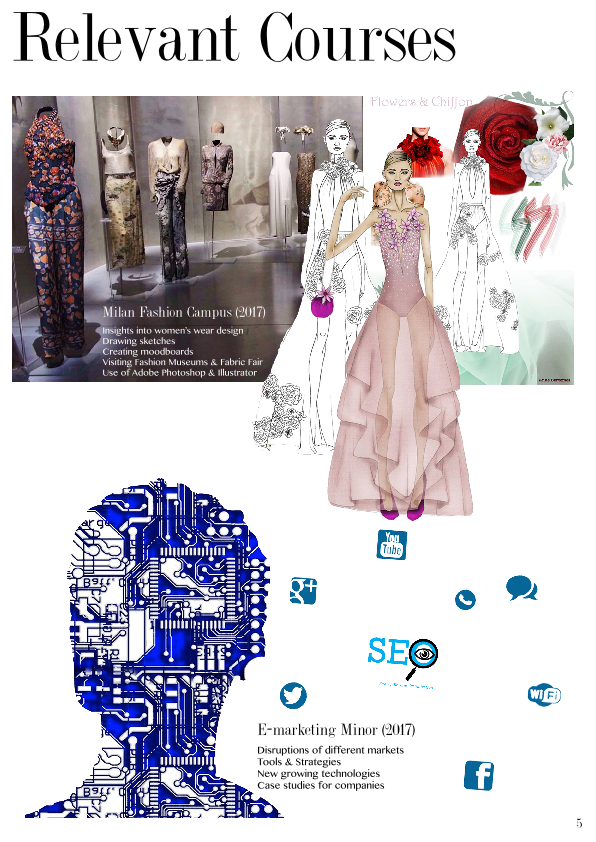 Relevant Courses
Flowers & Chiffon
Milan Fashion Campus (2017)
Insights into women's wear design
Drawing sketches
Creating moodboards
Visiting Fashion Museums & Fabric Fair
Use of Adobe Photoshop & Illustrator
You
Tube
g+
SEO
WiFi
f
E-marketing Minor (2017)
Disruptions of different markets
Tools & Strategies
New growing technologies
Case studies for companies
5